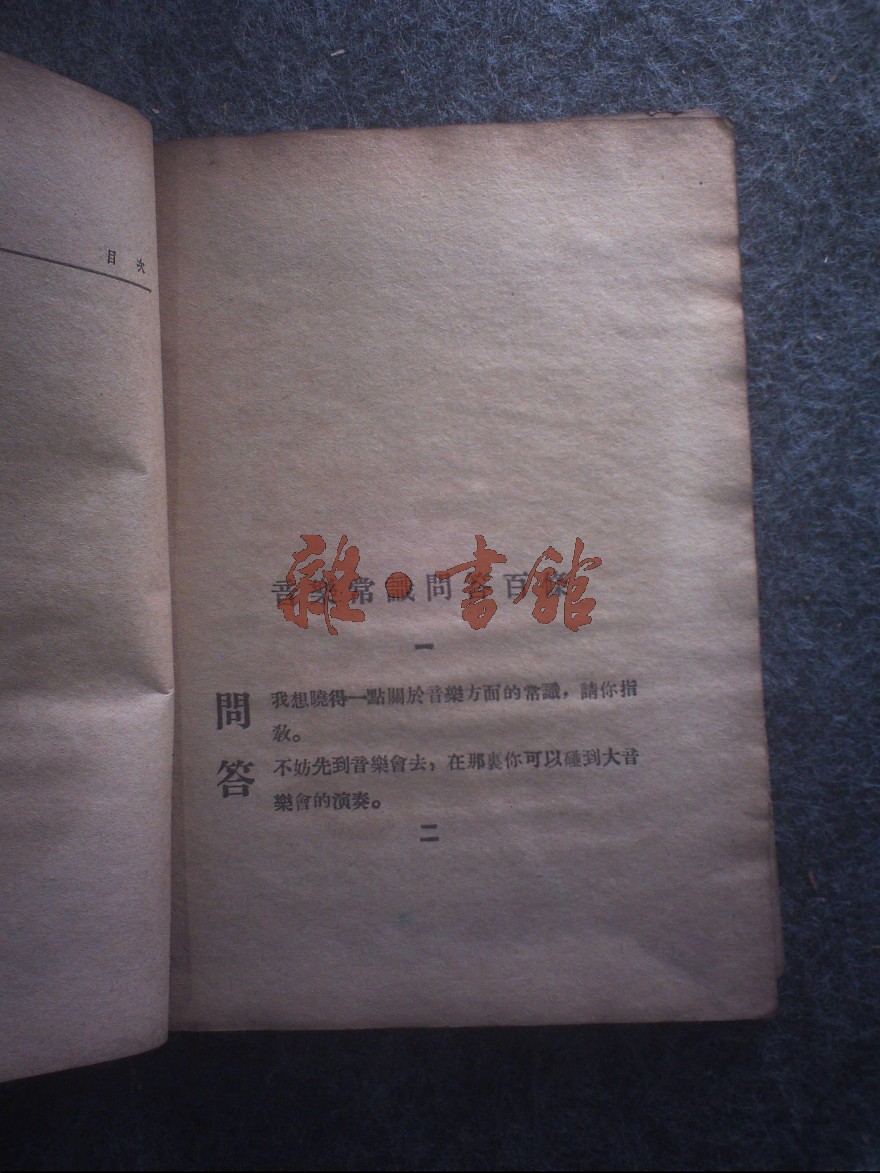 目次
音樂常識問答百條
雜·書館
一
問 我想曉得一點關於音樂方面的常識，請你指
教。
答 不妨先到音樂會去，在那裏你可以碰到大音
樂會的演奏。
二